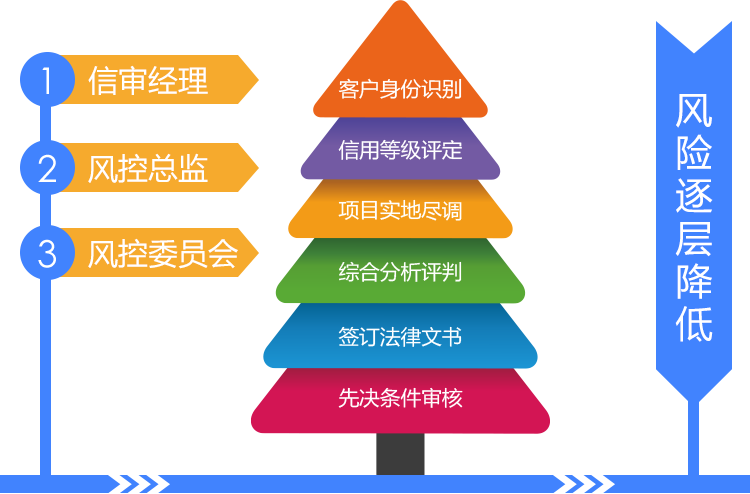 1 信审经理
2 风控总监
3 风控委员会
客户身份识别
信用等级评定
项目实地尽调
综合分析评判
签订法律文书
先决条件审核
风险逐层降低